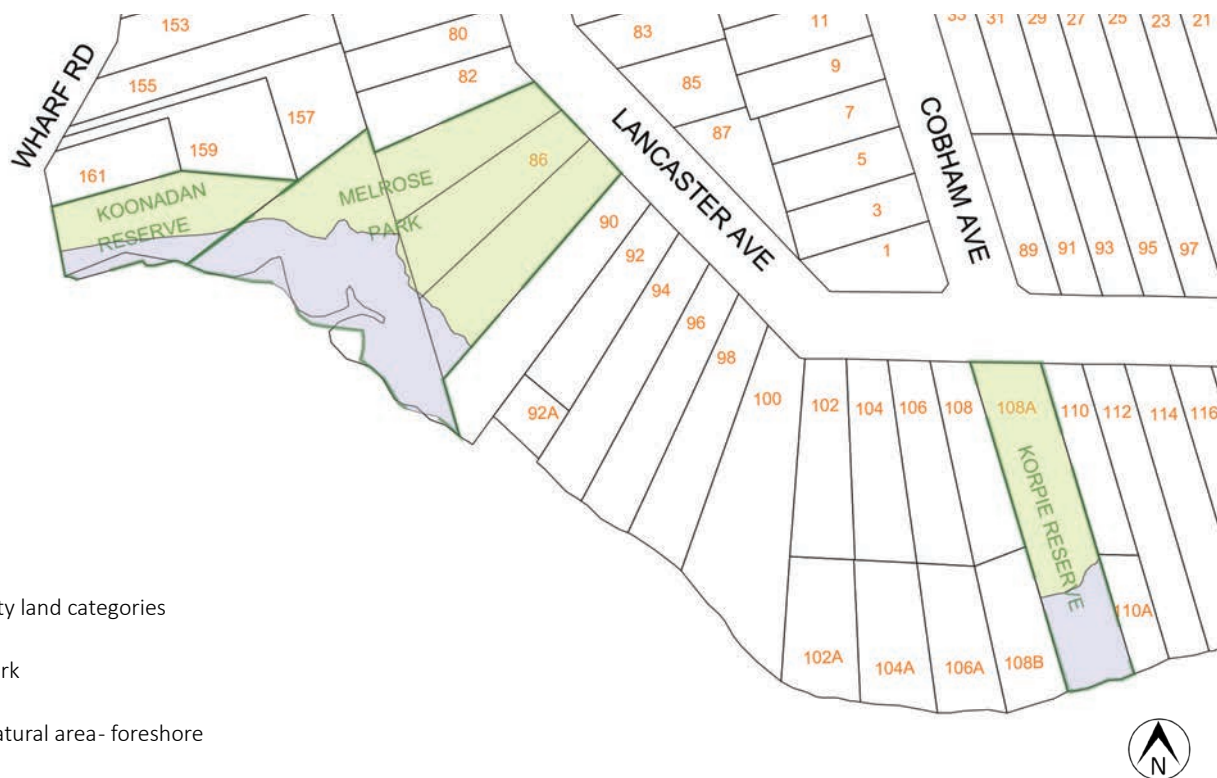 153
155
157
159
161
WHARF RD
KOONADAN
RESERVE
MELROSE
PARK
80
82
86
83
85
87
LANCASTER AVE
11
9
7
5
3
1
COBHAM AVE
33
31
29
27
25
23
21
89
91
93
95
97
90
92
94
96
98
100
92A
102
104
106
108
108A
110
112
114
116
KORPIE RESERVE
102A
104A
106A
108B
110A
ty land categories
rk
atural area- foreshore
N